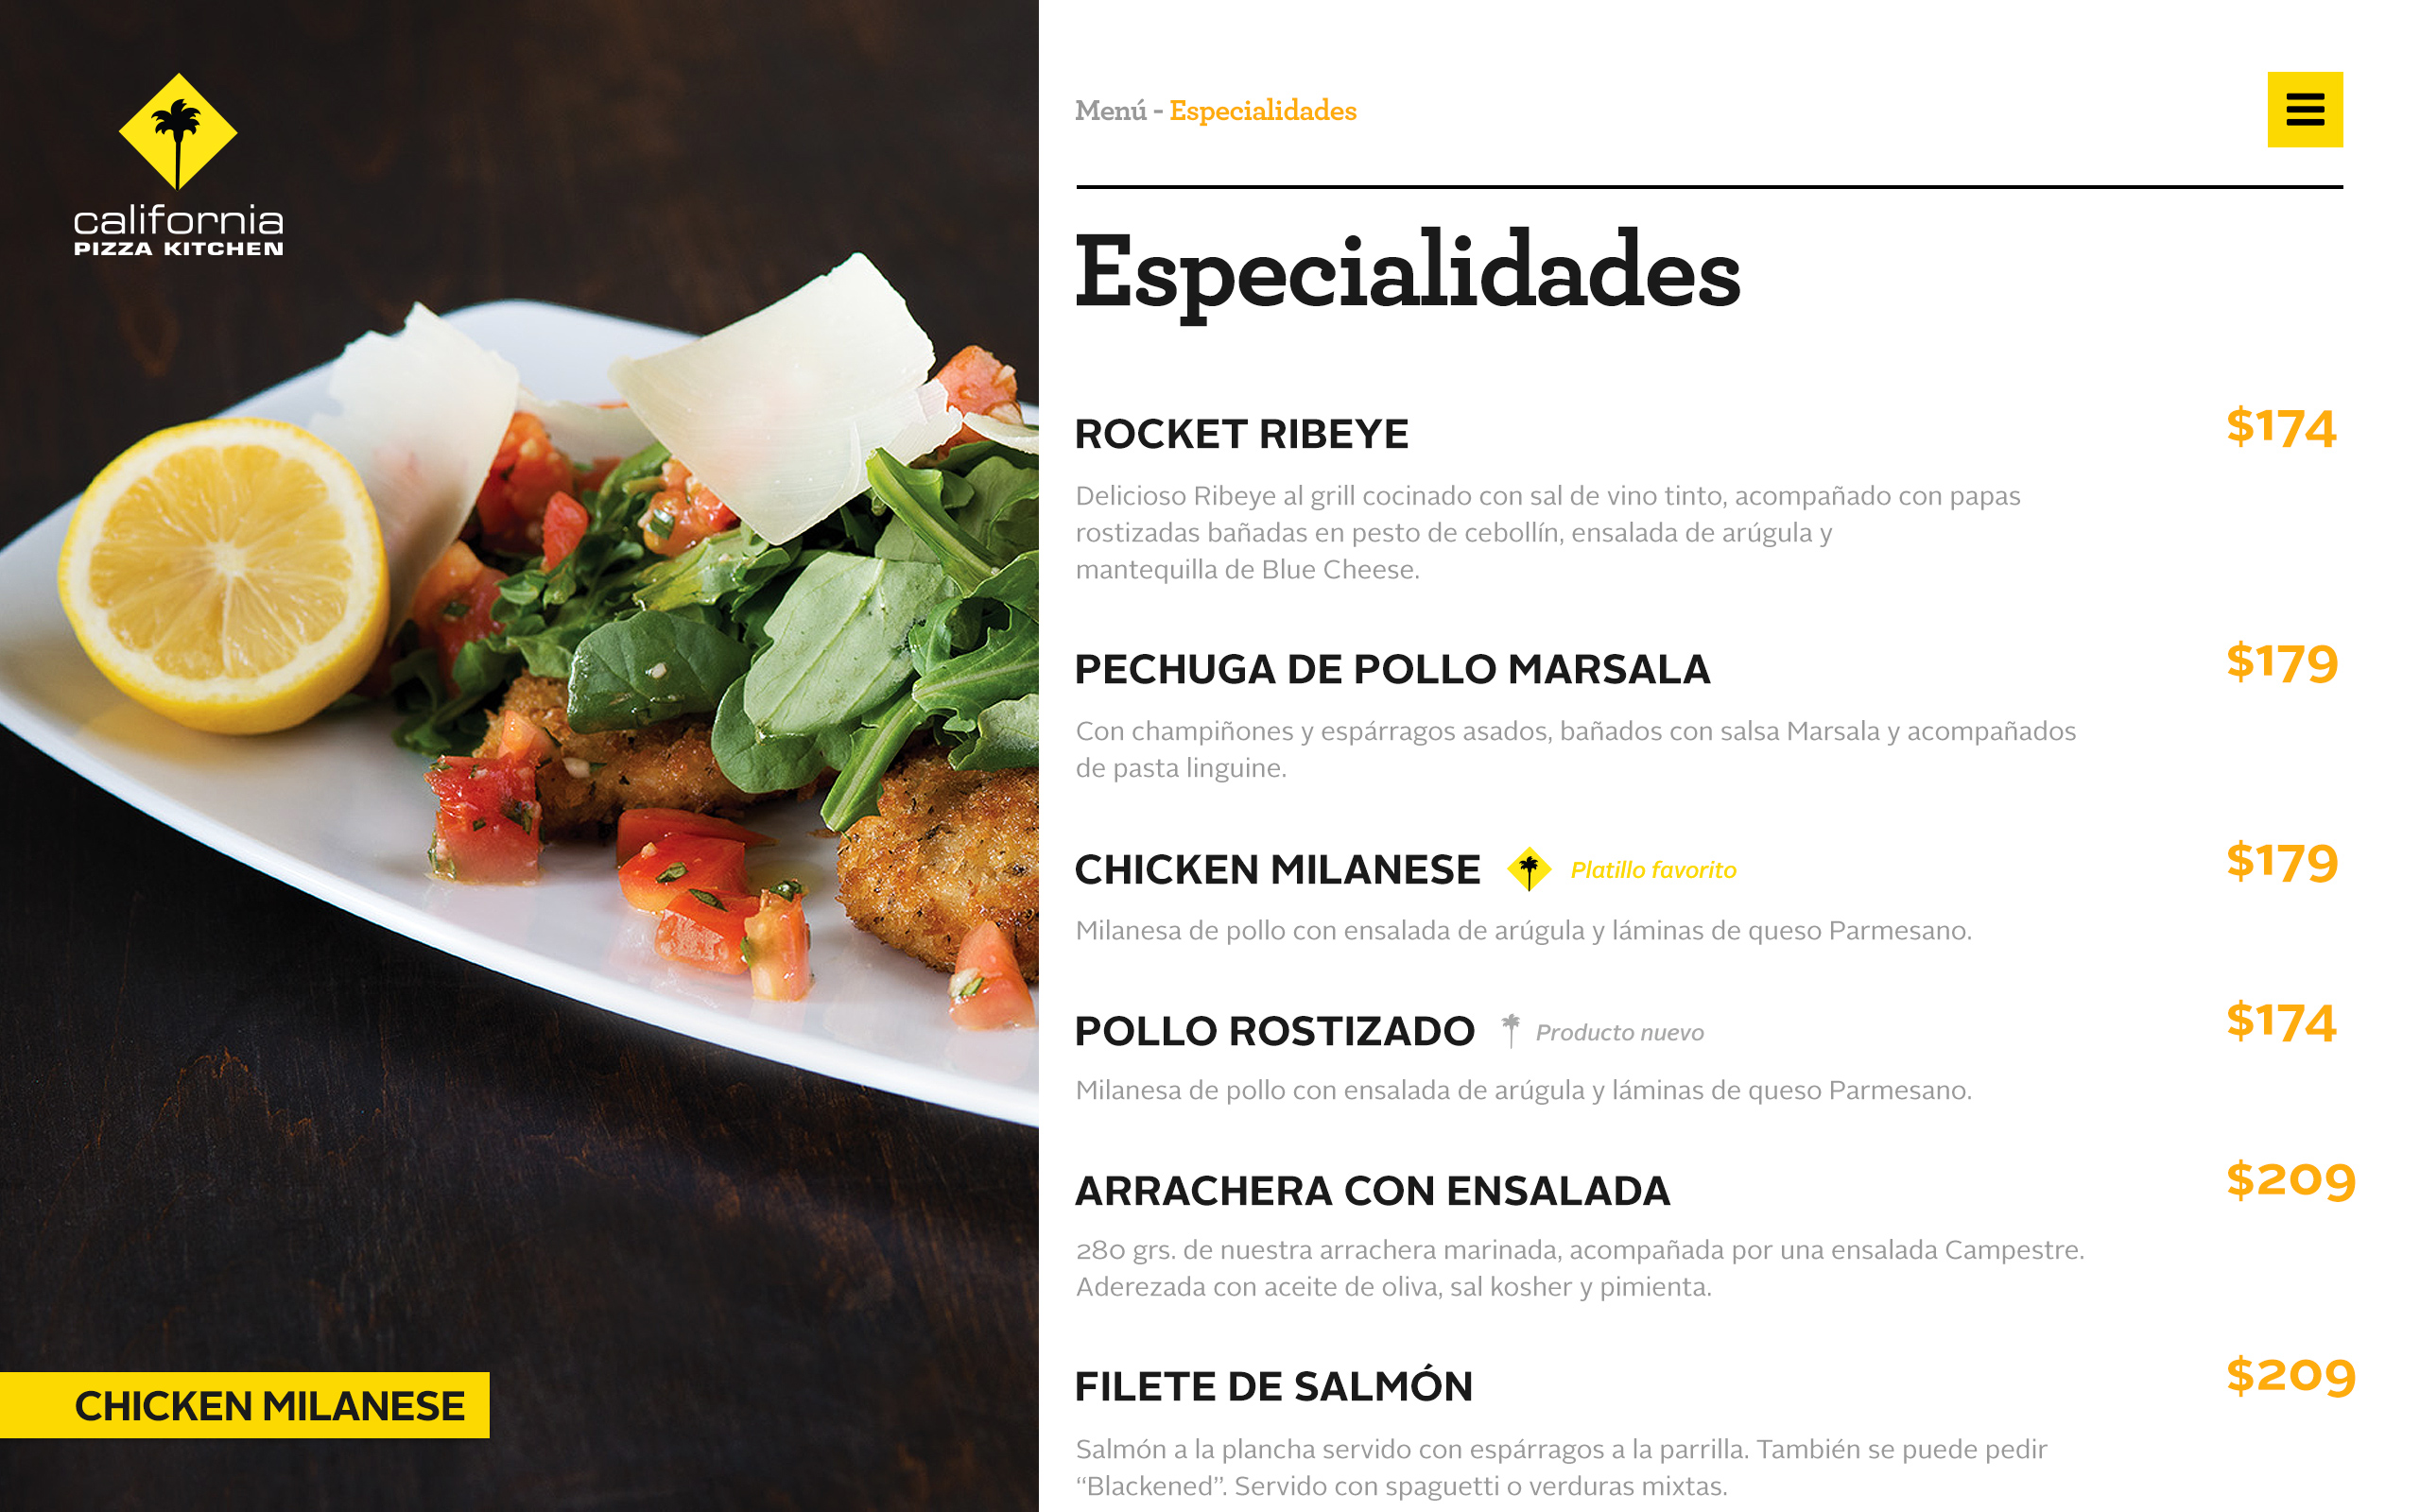 california
PIZZA KITCHEN
CHICKEN MILANESE
Menú - Especialidades
Especialidades
ROCKET RIBEYE $174
Delicioso Ribeye al grill cocinado con sal de vino tinto, acompañado con papas
rostizadas bañadas en pesto de cebollín, ensalada de arúgula y
mantequilla de Blue Cheese.
PECHUGA DE POLLO MARSALA $179
Con champiñones y espárragos asados, bañados con salsa Marsala y acompañados
de pasta linguine.
CHICKEN MILANESE Platillo favorito $179
Milanesa de pollo con ensalada de arúgula y láminas de queso Parmesano.
POLLO ROSTIZADO Producto nuevo $174
Milanesa de pollo con ensalada de arúgula y láminas de queso Parmesano.
ARRACHERA CON ENSALADA $209
280 grs. de nuestra arrachera marinada, acompañada por una ensalada Campestre.
Aderezada con aceite de oliva, sal kosher y pimienta.
FILETE DE SALMÓN $209
Salmón a la plancha servido con espárragos a la parrilla. También se puede pedir
“Blackened”. Servido con spaguetti o verduras mixtas.